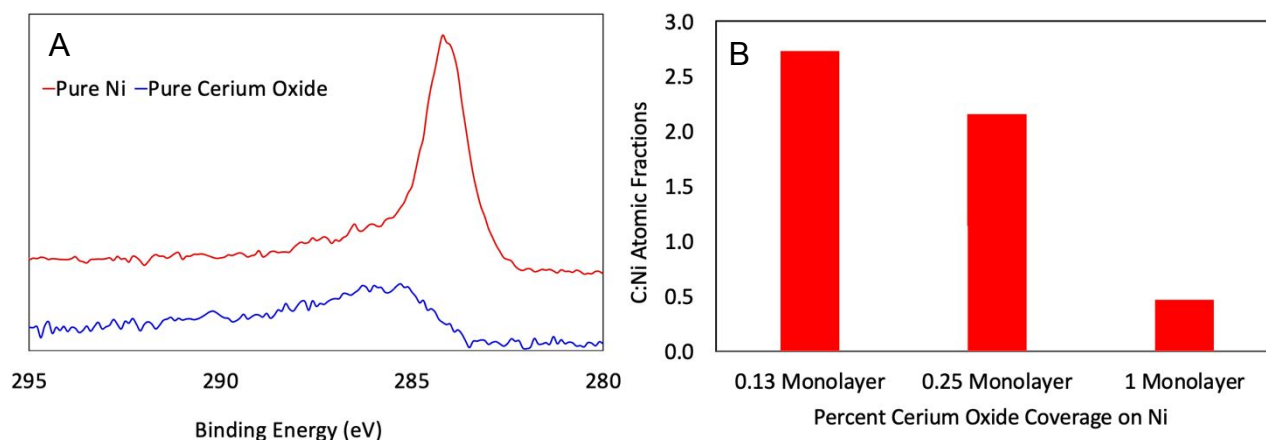 A
Pure Ni Pure Cerium Oxide
295 290 285 280
Binding Energy (eV)
B
C:Ni Atomic Fractions
3.0
2.5
2.0
1.5
1.0
0.5
0.0
0.13 Monolayer 0.25 Monolayer 1 Monolayer
Percent Cerium Oxide Coverage on Ni